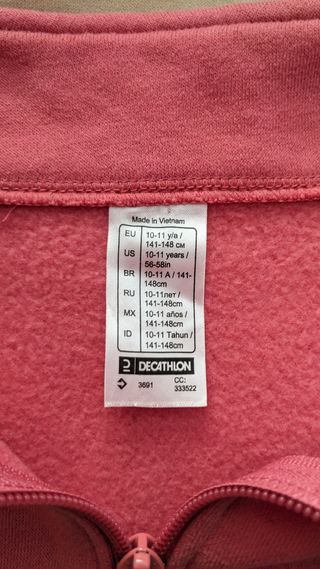 Made in Vietnam
EU 10-11 y/a /
141-148 см
US 10-11 years /
56-58in
BR 10-11 A / 141-
148cm
RU 10-11лет /
141-148cm
MX 10-11 años /
141-148cm
ID 10-11 Tahun /
141-148cm
DECATHLON
3691 CC:
333522